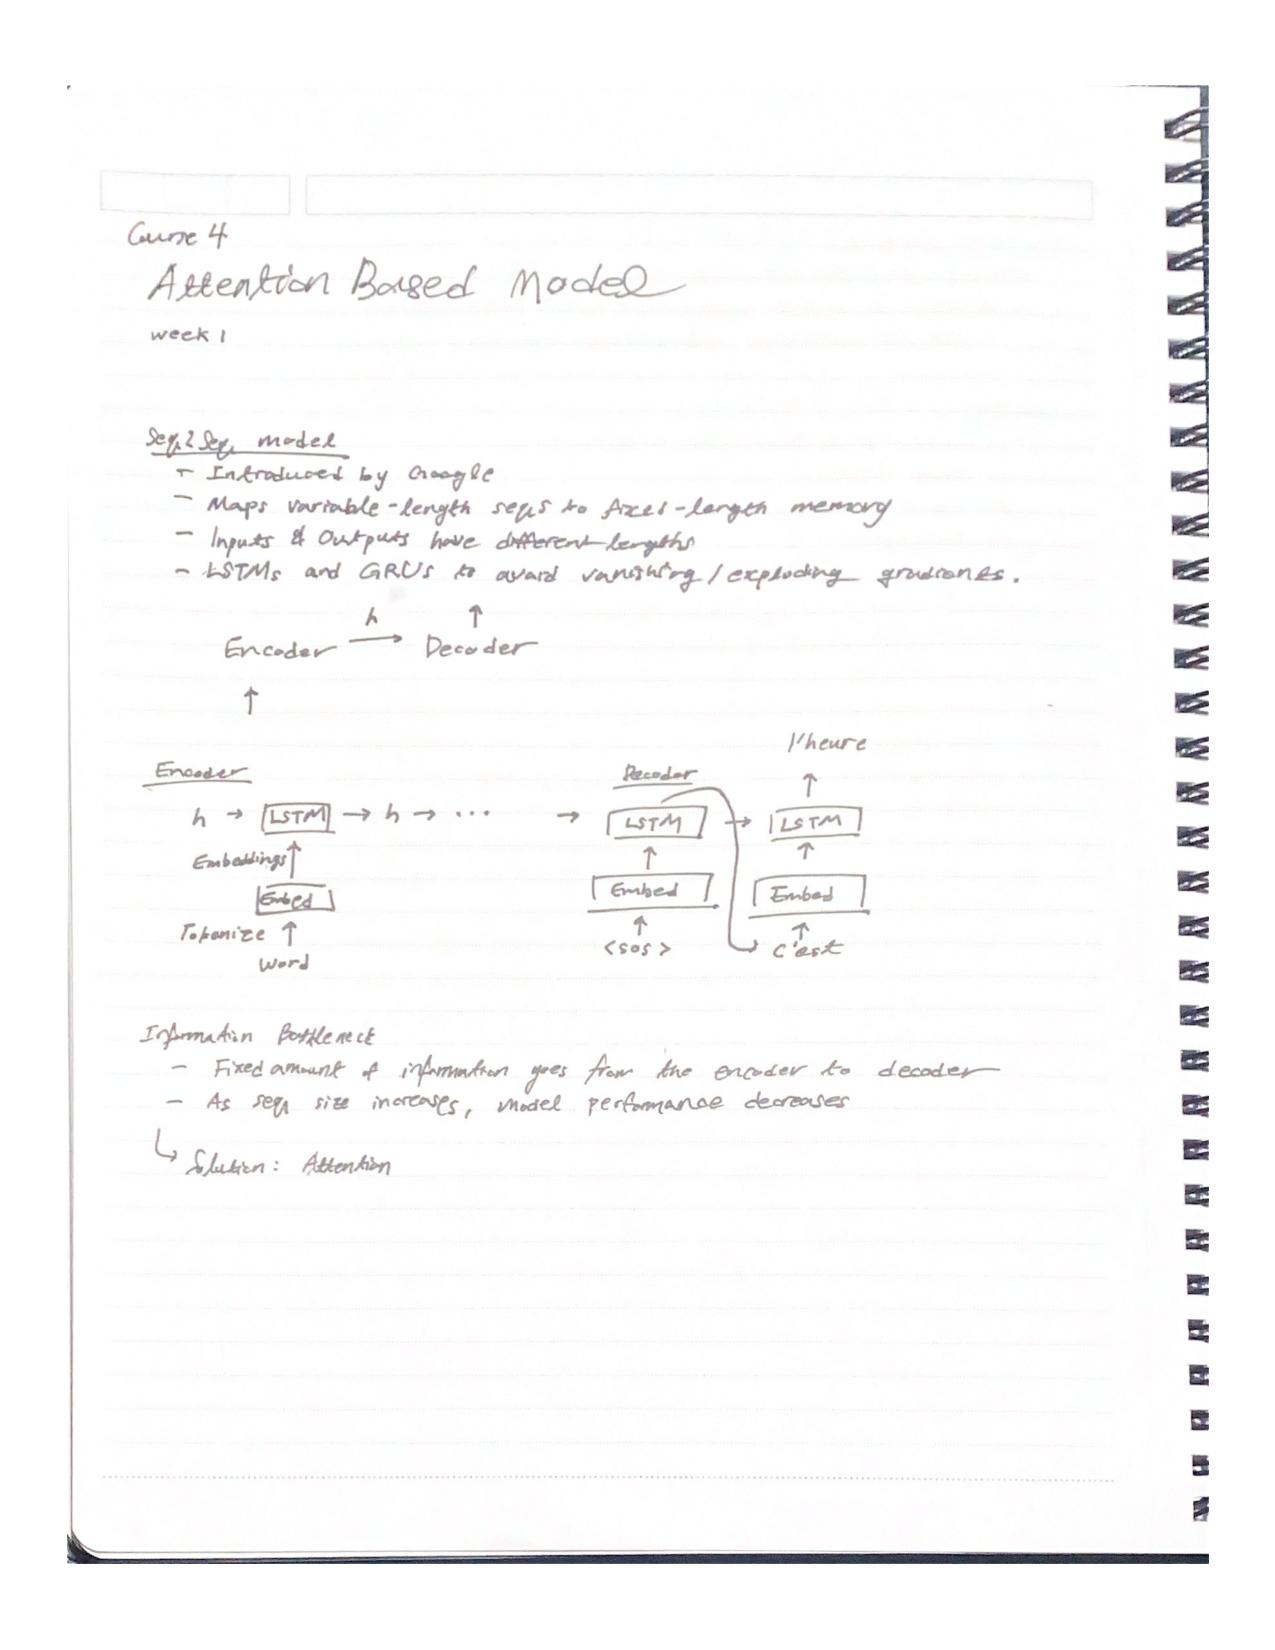 Course 4
Attention Based Model
week 1
Seq2Seq model
- Introduced by Google
- Maps variable-length seqs to fixed-length memory
- Inputs & Outputs have different lengths
- LSTMs and GRUs to avoid vanishing/exploding gradients.
h ↑
Encoder → Decoder
↑
l'heure
Encoder Decoder ↑
h → LSTM → h → ... → LSTM → LSTM
Embeddings ↑ ↑ ↑
Embed Embed Embed
Tokenize ↑ ↑ ↑
word <sos> c'est
Information Bottleneck
- Fixed amount of information goes from the encoder to decoder
- As seq size increases, model performance decreases
↳ Solution: Attention